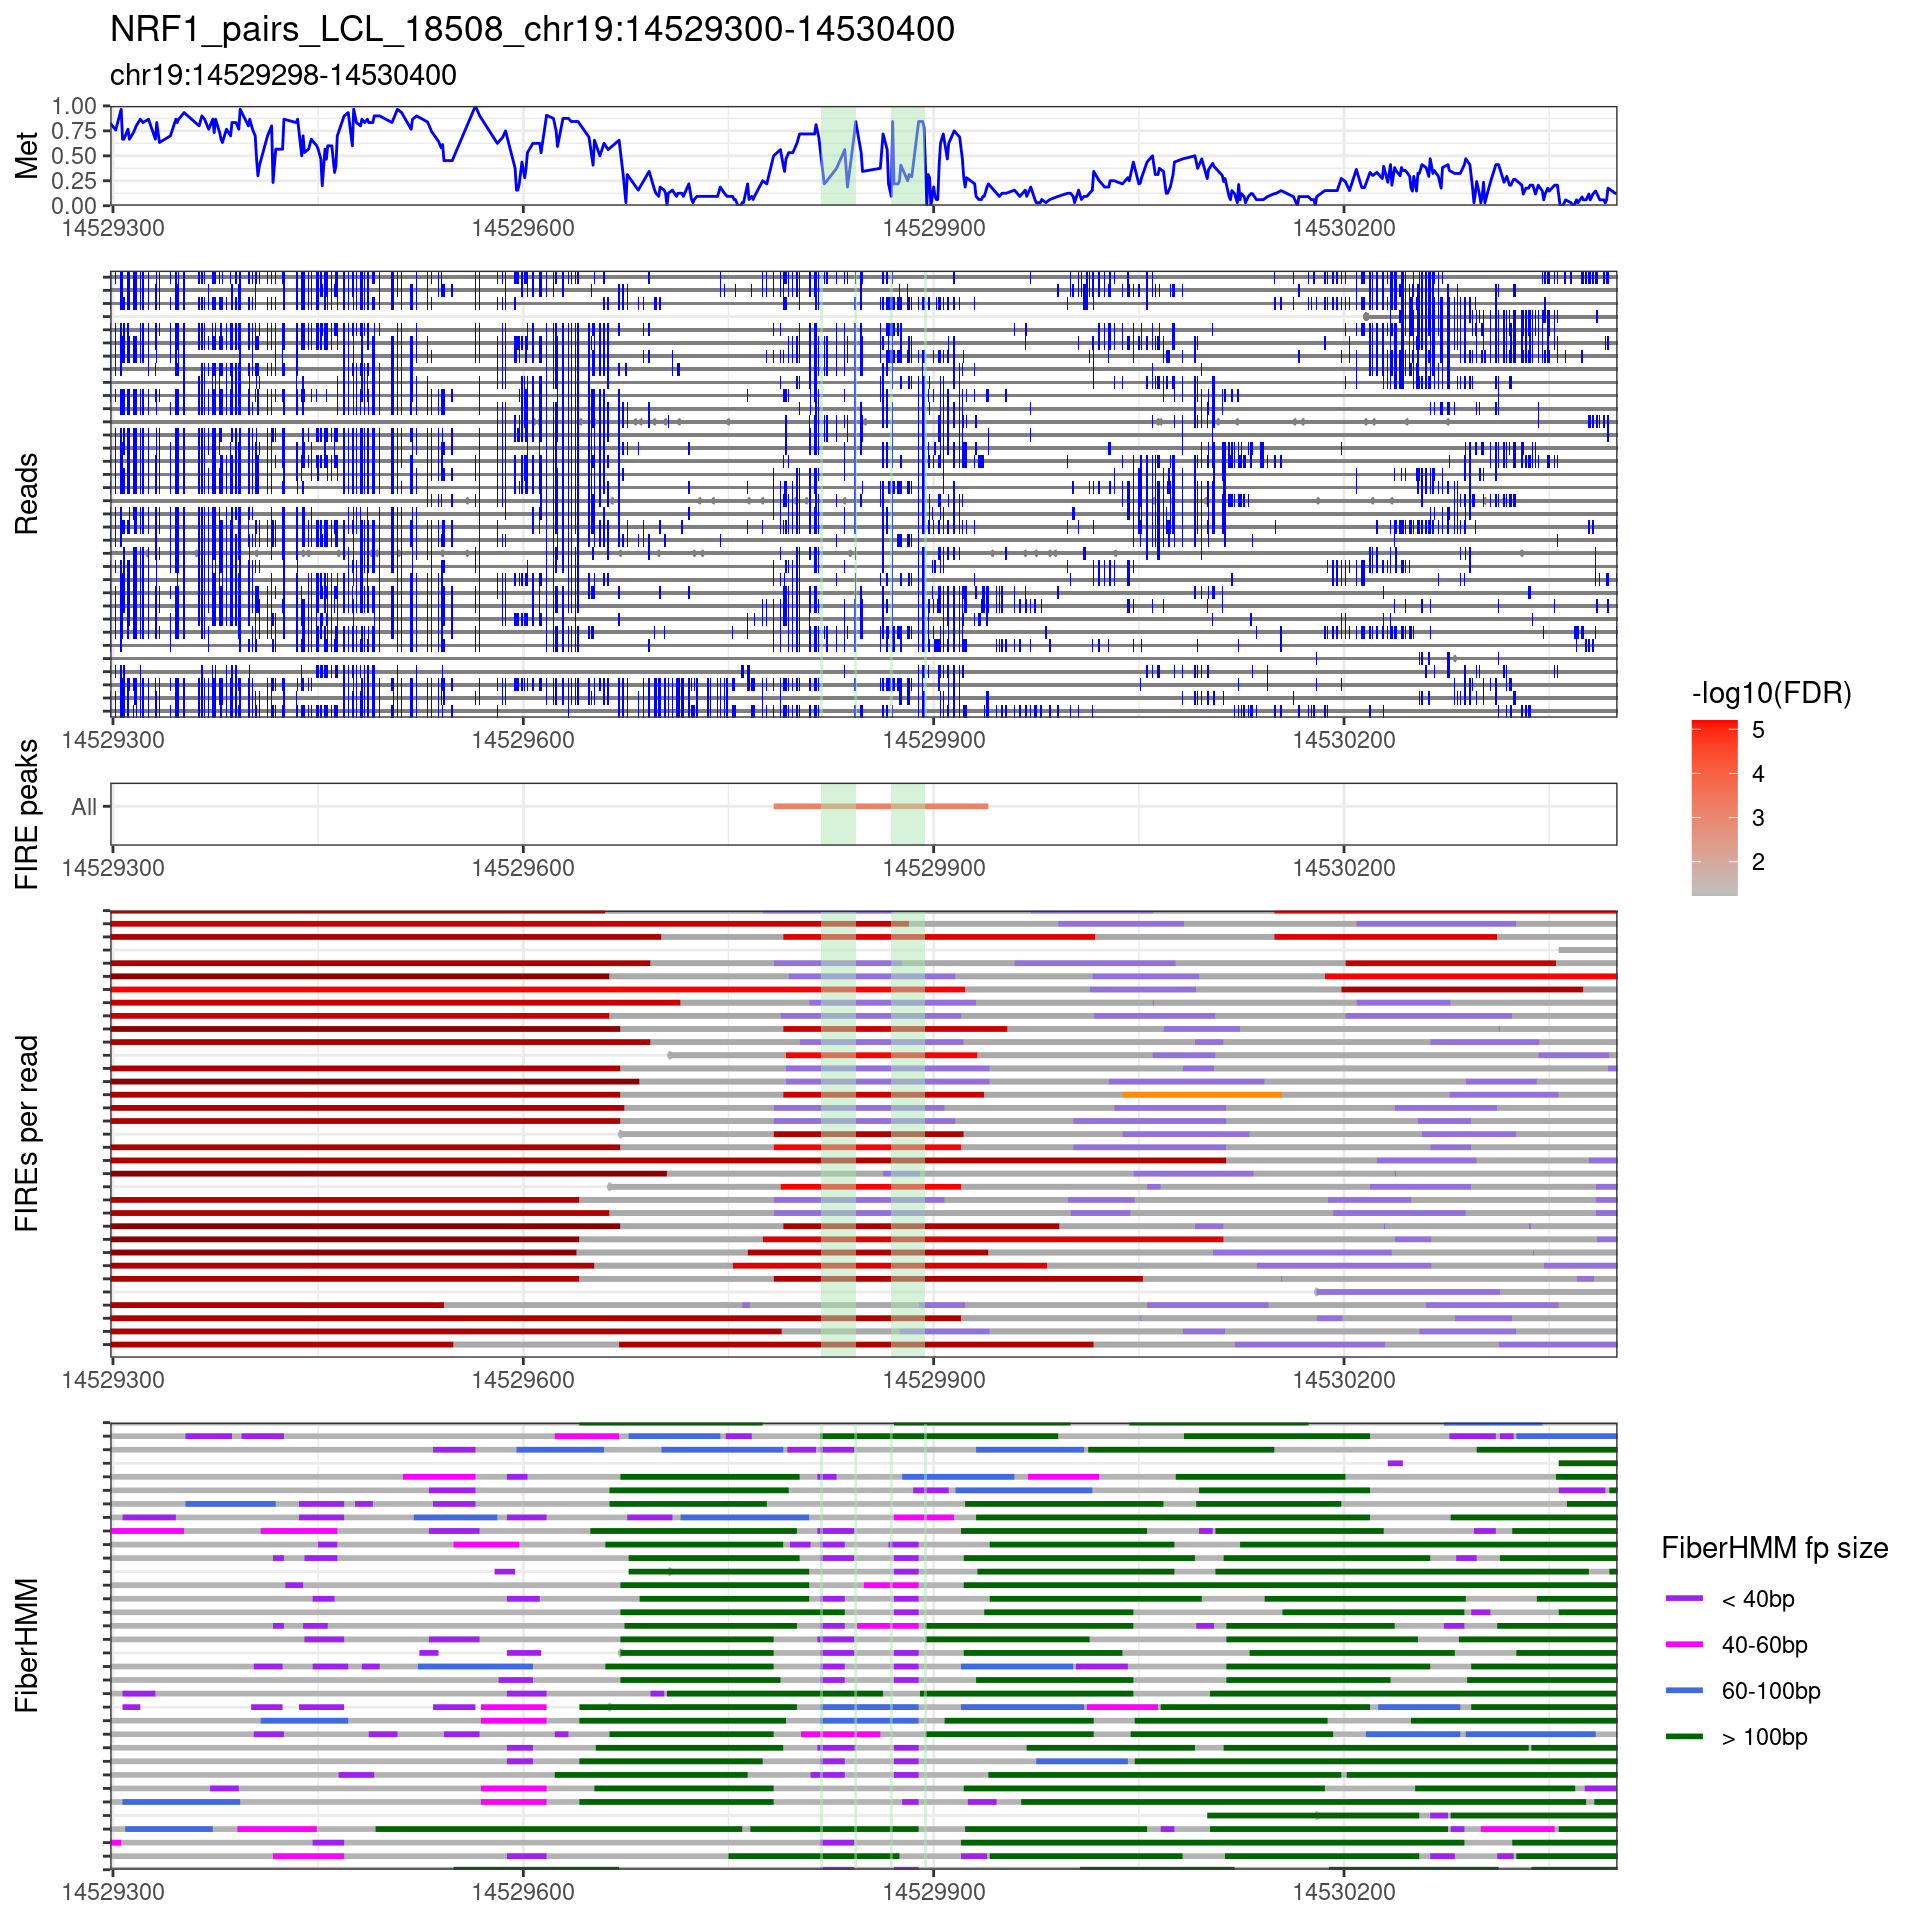 NRF1_pairs_LCL_18508_chr19:14529300-14530400
chr19:14529298-14530400
Met
1.00
0.75
0.50
0.25
0.00
14529300 14529600 14529900 14530200
Reads
14529300 14529600 14529900 14530200
FIRE peaks
All
14529300 14529600 14529900 14530200
-log10(FDR)
5
4
3
2
FIREs per read
14529300 14529600 14529900 14530200
FiberHMM
14529300 14529600 14529900 14530200
FiberHMM fp size
< 40bp
40-60bp
60-100bp
> 100bp